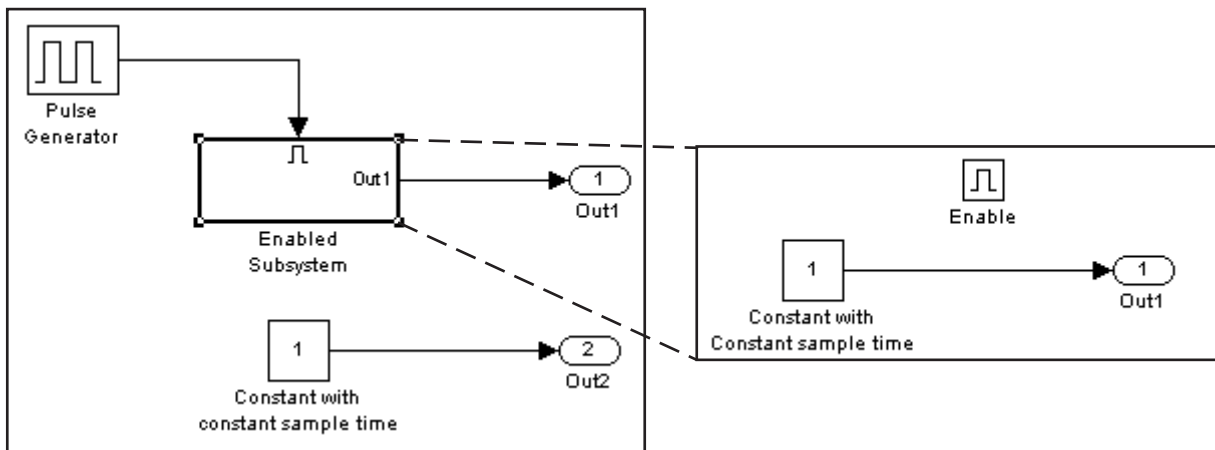 Pulse
Generator
Out1
1
Out1
Enabled
Subsystem
1
Constant with
constant sample time
2
Out2
Enable
1
Constant with
Constant sample time
1
Out1